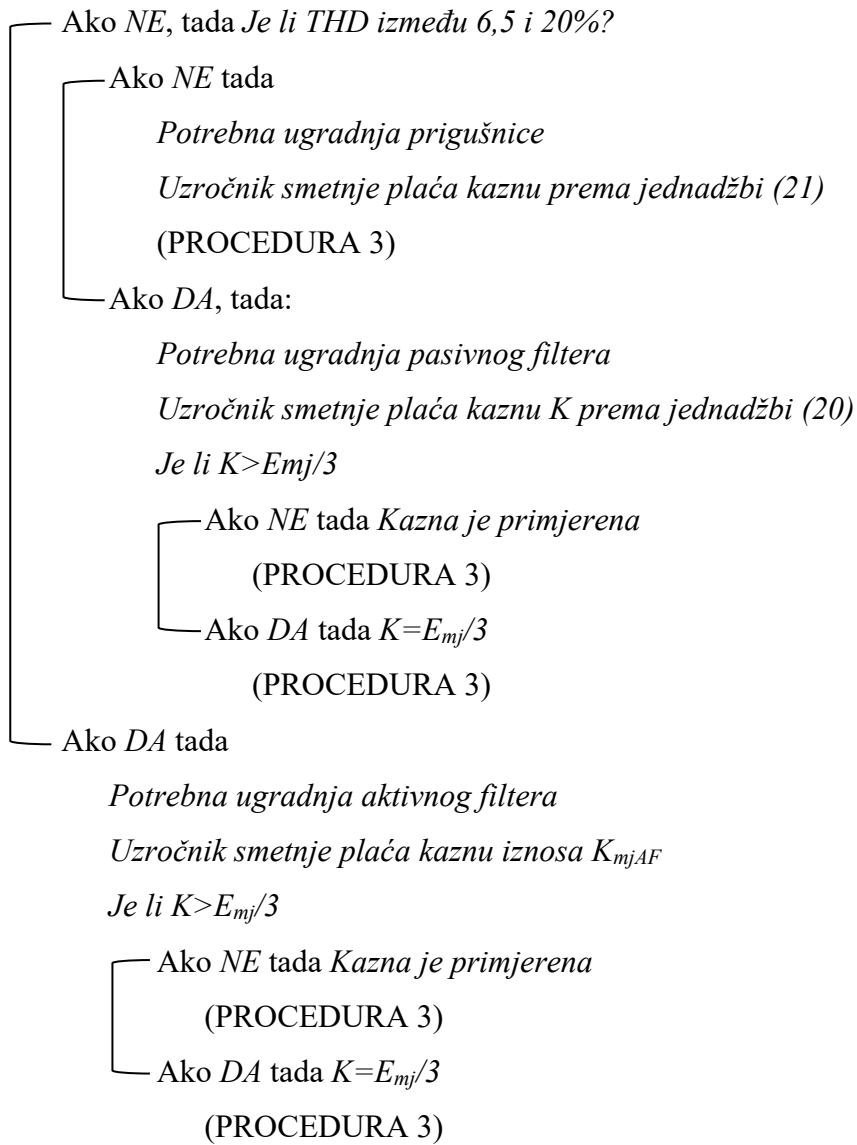 Ako NE, tada Je li THD između 6,5 i 20%?
Ako NE tada
Potrebna ugradnja prigušnice
Uzročnik smetnje plaća kaznu prema jednadžbi (21)
(PROCEDURA 3)
Ako DA, tada:
Potrebna ugradnja pasivnog filtera
Uzročnik smetnje plaća kaznu K prema jednadžbi (20)
Je li K>Emj/3
Ako NE tada Kazna je primjerena
(PROCEDURA 3)
Ako DA tada K=Emj/3
(PROCEDURA 3)
Ako DA tada
Potrebna ugradnja aktivnog filtera
Uzročnik smetnje plaća kaznu iznosa KmjAF
Je li K>Emj/3
Ako NE tada Kazna je primjerena
(PROCEDURA 3)
Ako DA tada K=Emj/3
(PROCEDURA 3)